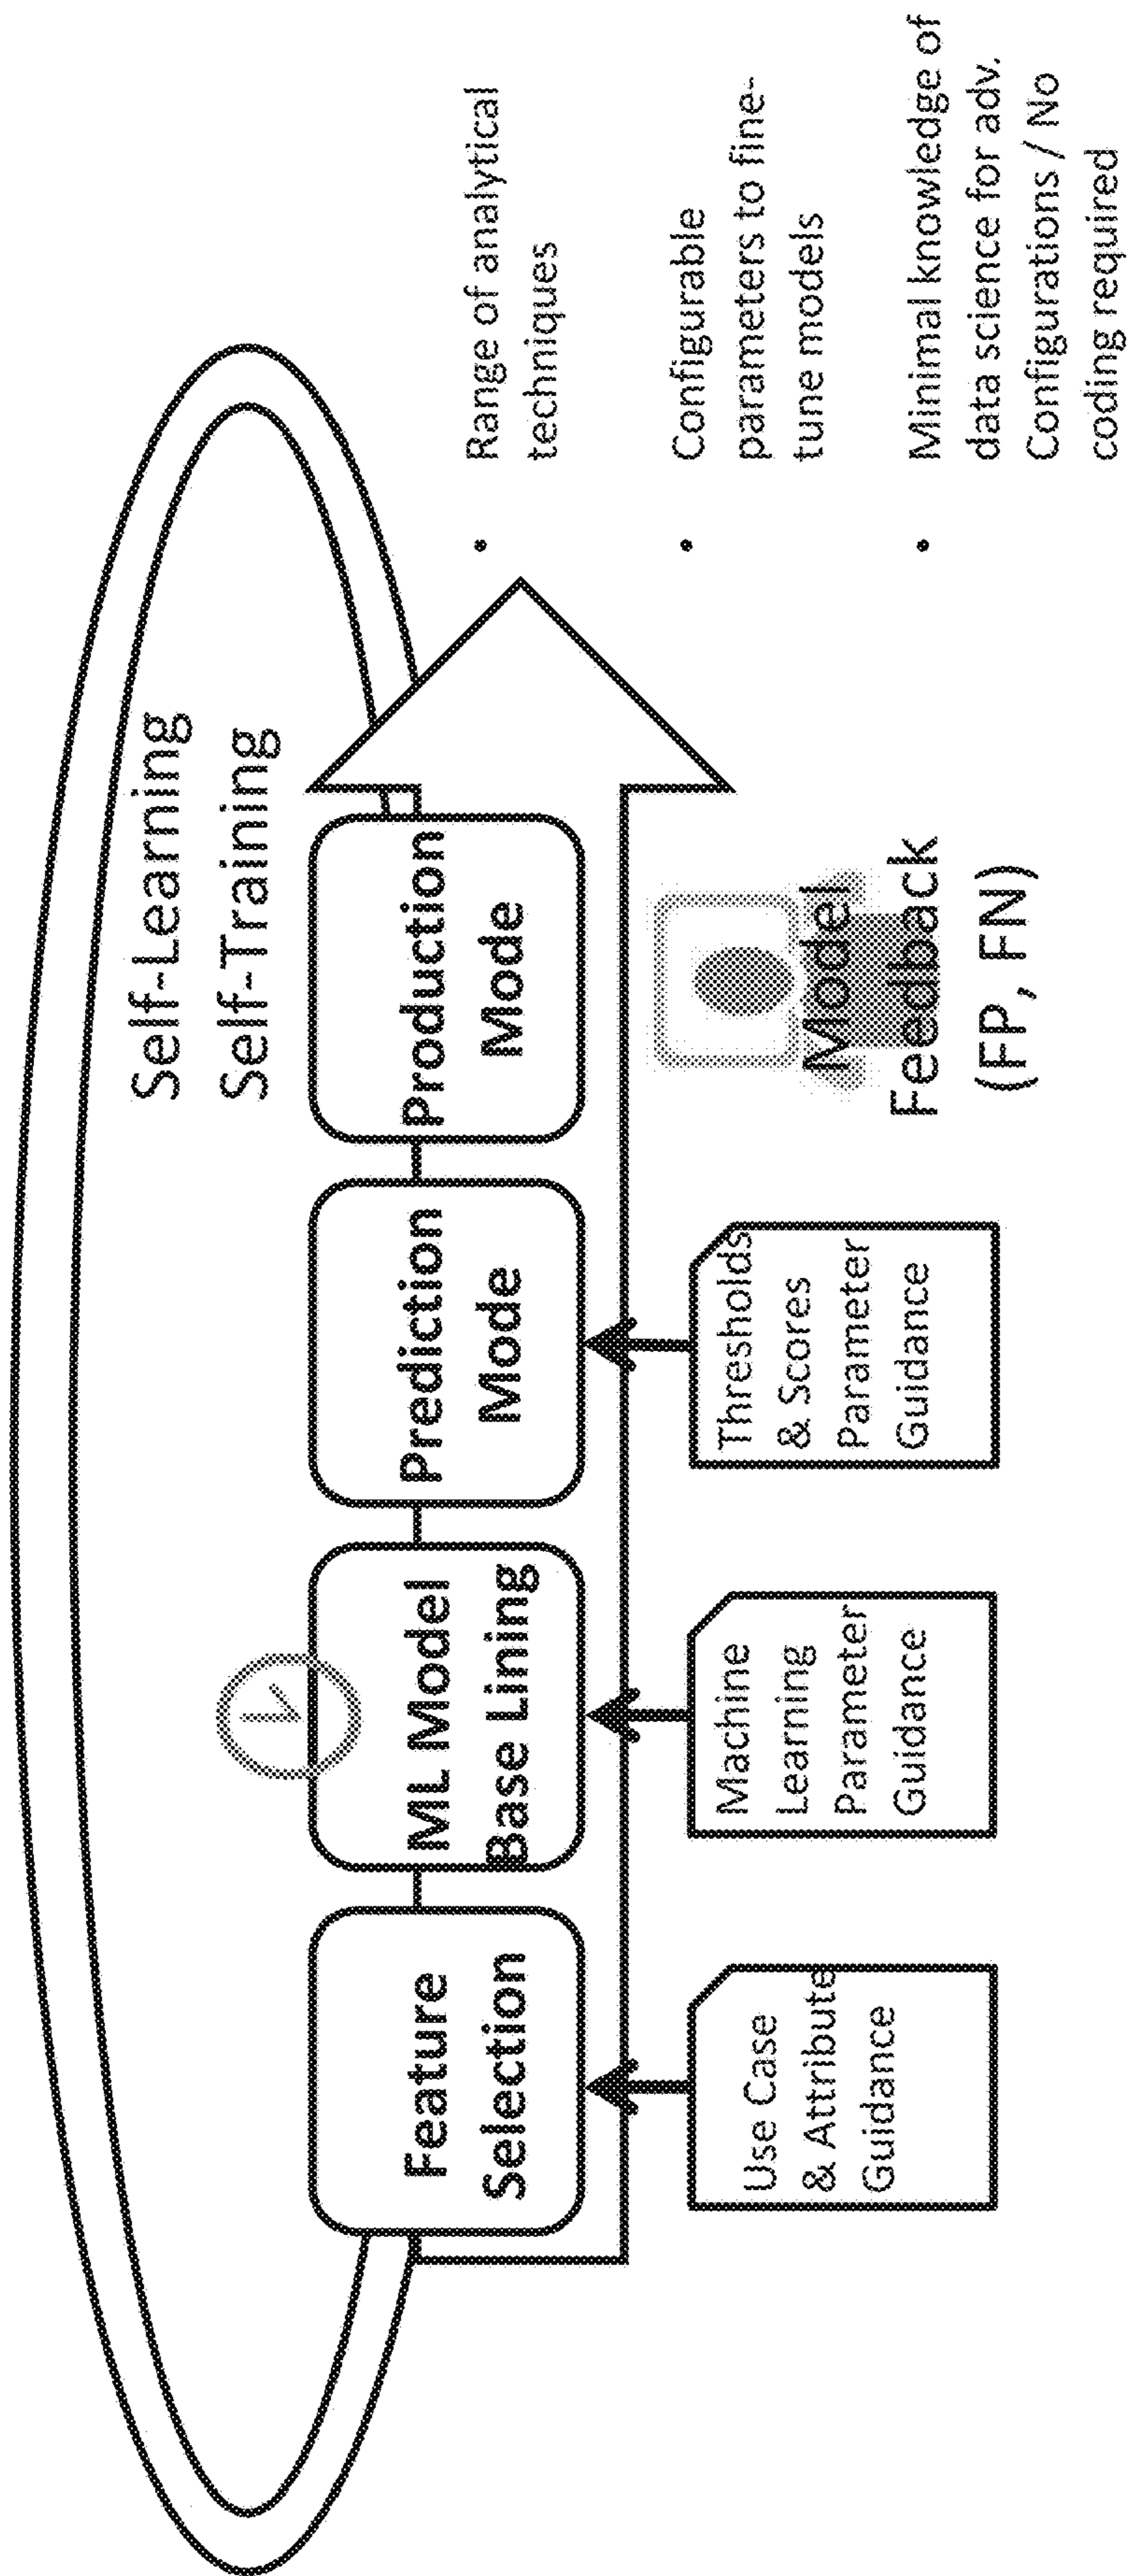 Self-Learning
Self-Training
Feature
Selection
ML Model
Base Lining
Prediction
Mode
Production
Mode
Use Case
& Attribute
Guidance
Machine
Learning
Parameter
Guidance
Thresholds
& Scores
Parameter
Guidance
Model
Feedback
(FP, FN)
• Range of analytical
techniques
• Configurable
parameters to fine-
tune models
• Minimal knowledge of
data science for adv.
Configurations / No
coding required